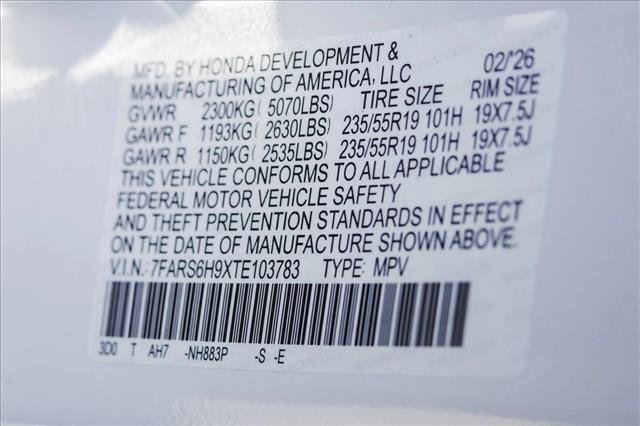 MFD. BY HONDA DEVELOPMENT & 02/'26
MANUFACTURING OF AMERICA, LLC
GVWR 2300KG( 5070LBS) TIRE SIZE RIM SIZE
GAWR F 1193KG( 2630LBS) 235/55R19 101H 19X7.5J
GAWR R 1150KG( 2535LBS) 235/55R19 101H 19X7.5J
THIS VEHICLE CONFORMS TO ALL APPLICABLE
FEDERAL MOTOR VEHICLE SAFETY
AND THEFT PREVENTION STANDARDS IN EFFECT
ON THE DATE OF MANUFACTURE SHOWN ABOVE.
V.I.N.: 7FARS6H9XTE103783 TYPE: MPV
3D0 T AH7 -NH883P -S -E